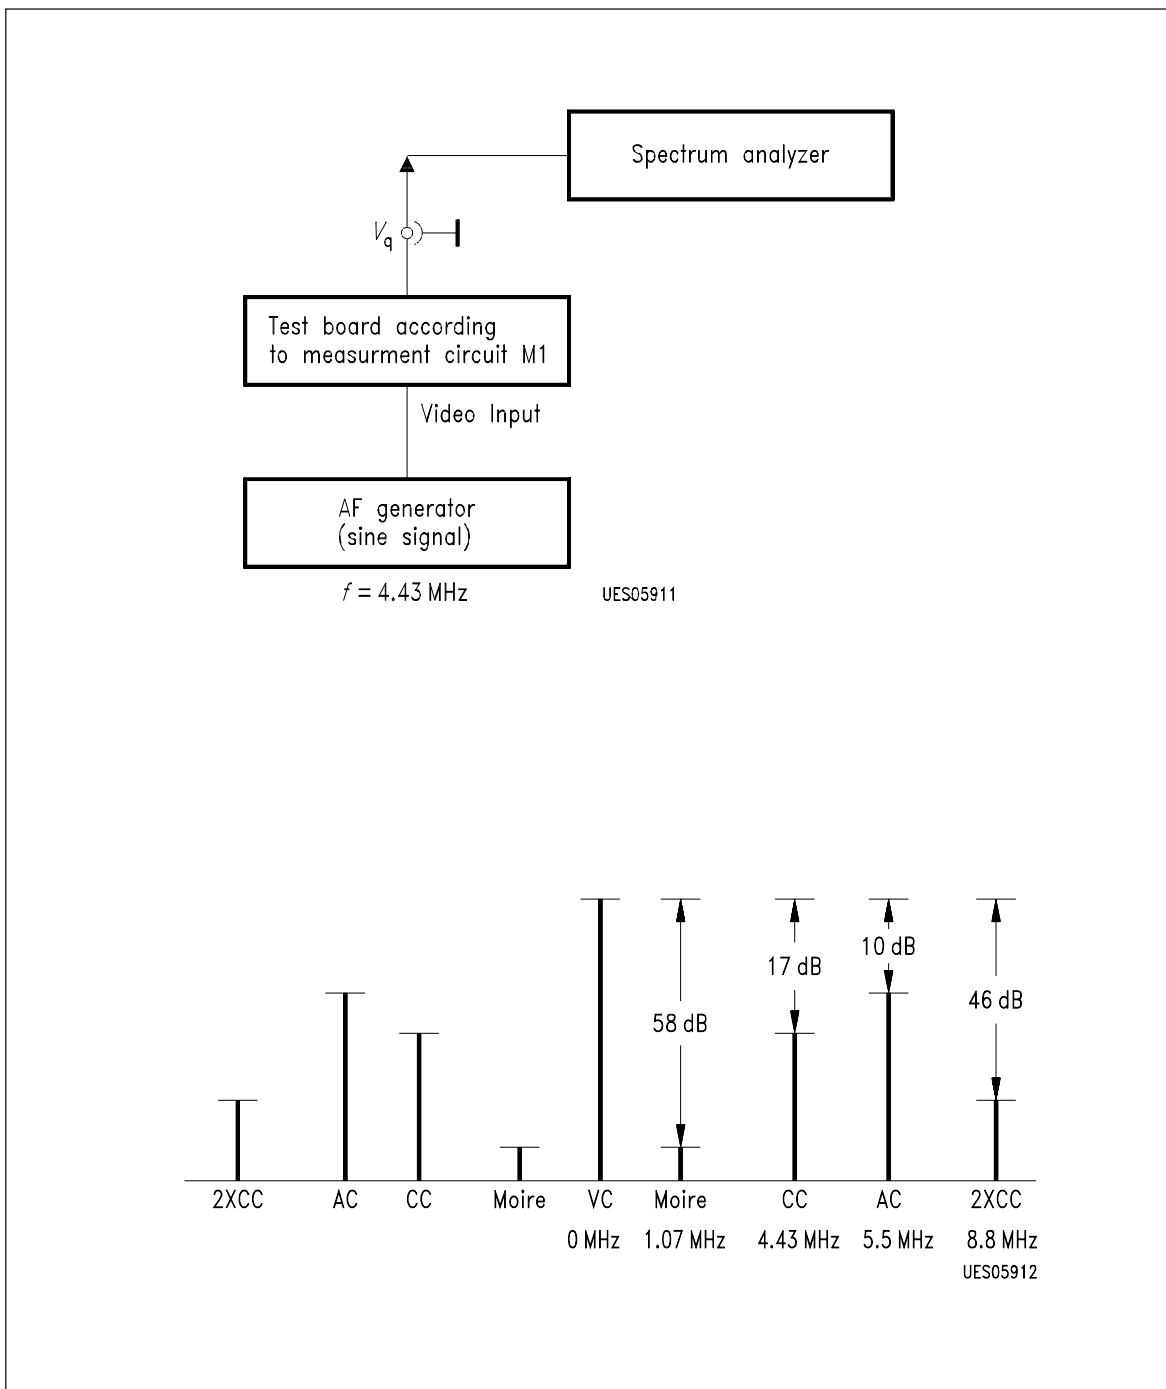 Spectrum analyzer
Vq
Test board according
to measurment circuit M1
Video Input
AF generator
(sine signal)
f = 4.43 MHz
UES05911
10 dB
17 dB
46 dB
58 dB
2XCC AC CC Moire VC Moire CC AC 2XCC
0 MHz 1.07 MHz 4.43 MHz 5.5 MHz 8.8 MHz
UES05912